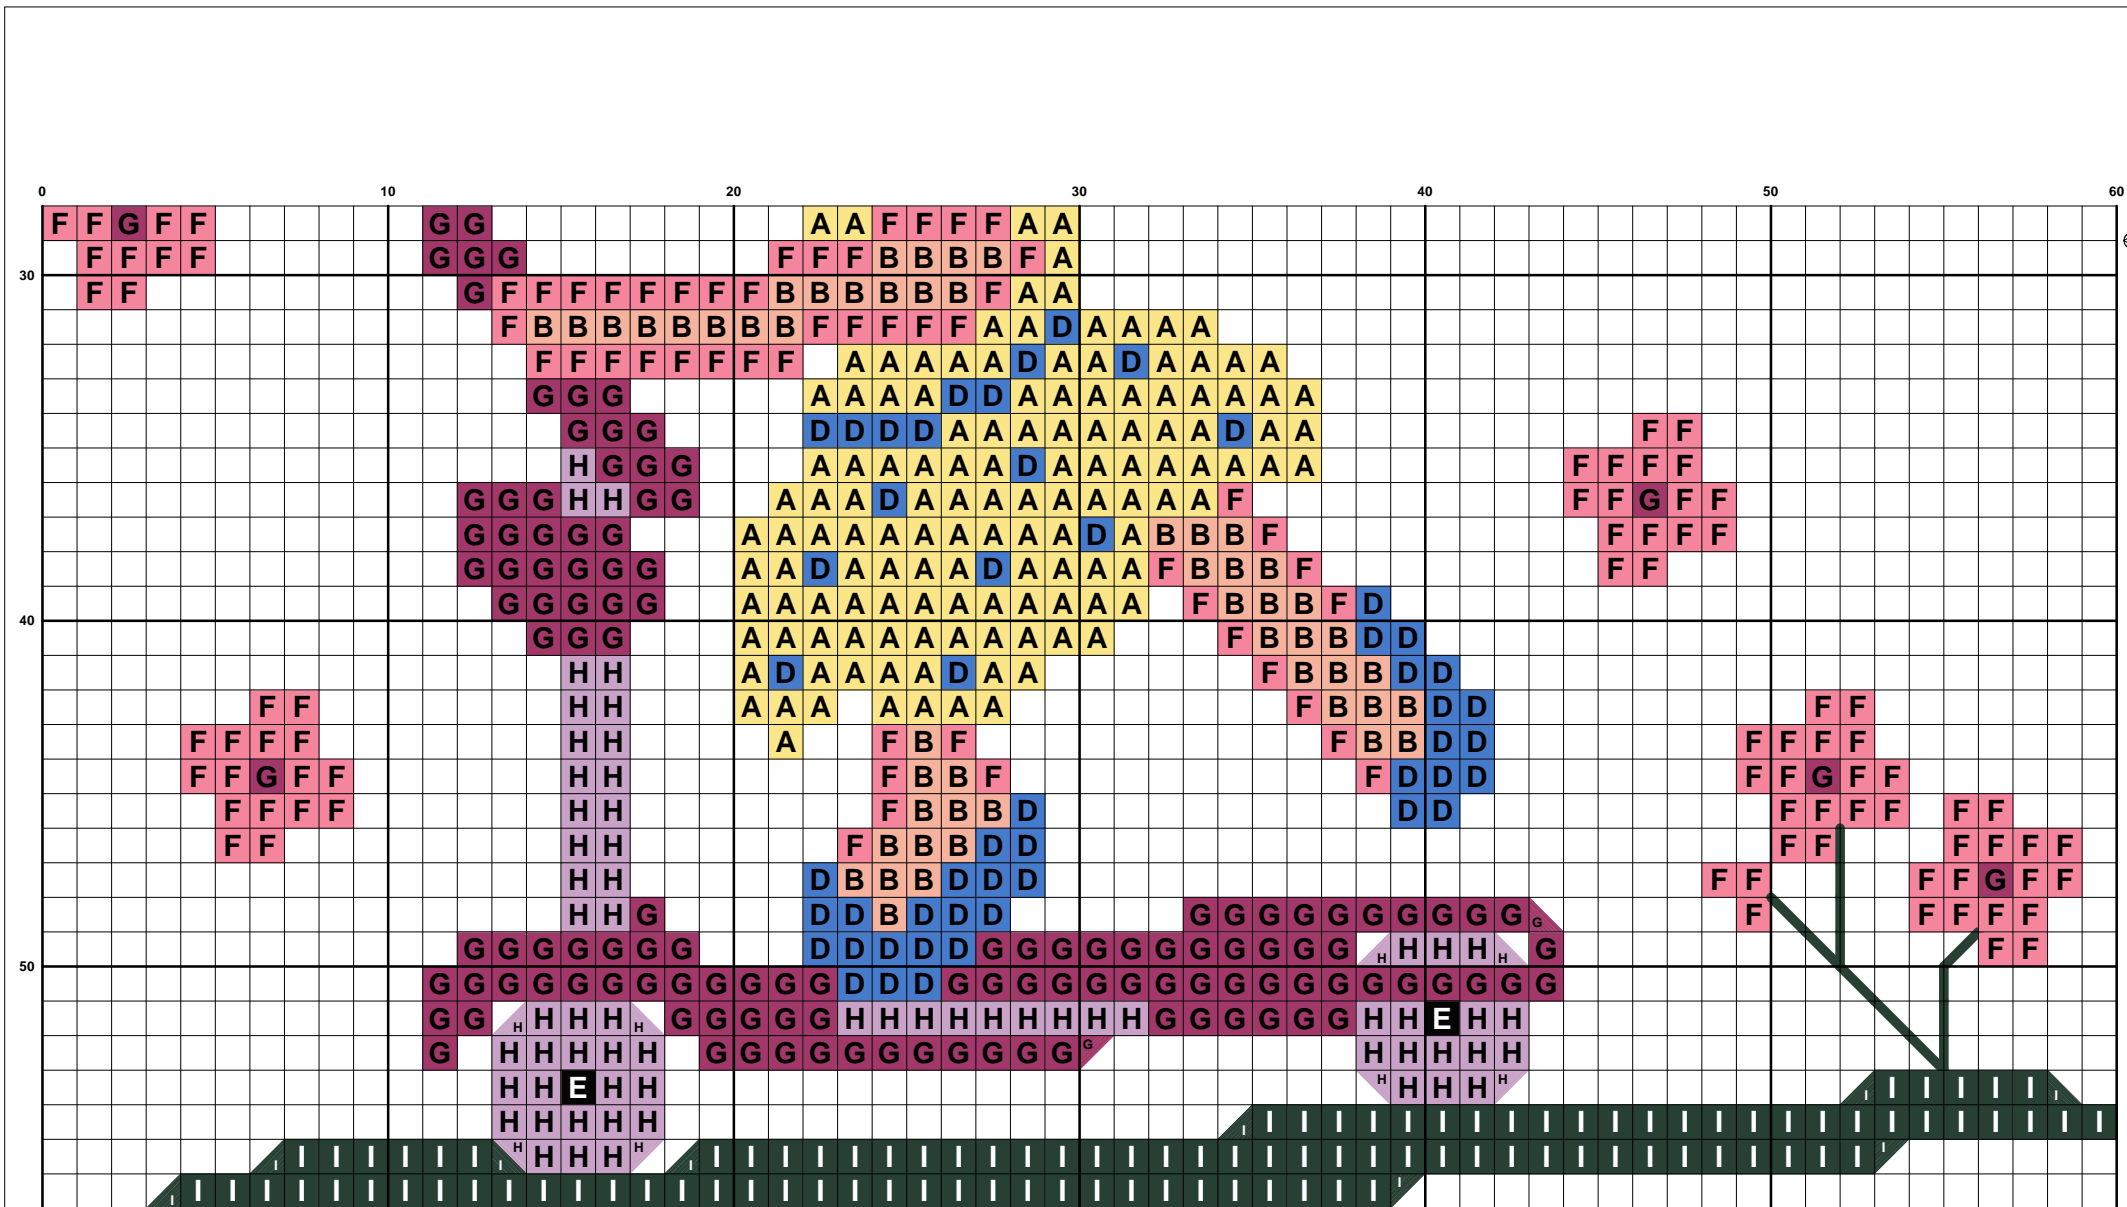 0 10 20 30 40 50 60
F F G F F G G A A F F F F A A
F F F F G G G F F F B B B B F A
30
F F G F F F F F F F F B B B B B B F A A
F B B B B B B B B F F F F F A A D A A A A
F F F F F F F F A A A A A D A A D A A A A
G G G A A A A D D A A A A A A A A A
G G G D D D D A A A A A A A A D A A F F
H G G G A A A A A A D A A A A A A A A F F F F
G G G H H G G A A A D A A A A A A A A A F F F G F F
G G G G G A A A A A A A A A A D A B B B F F F F F
G G G G G G A A D A A A A D A A A A F B B B F F F
G G G G G A A A A A A A A A A A A F B B B F D
40
G G G A A A A A A A A A A A F B B B D D
H H A D A A A A D A A F B B B D D
F F H H A A A A A A A F B B B D D F F
F F F F H H A F B F F B B D D F F F F
F F G F F H H F B B F F D D D F F G F F
F F F F H H F B B B D D D F F F F F F
F F H H F B B B D D F F F F F F
H H D B B B D D D F F F F G F F
H H G D D B D D D G G G G G G G G G G G F F F F F
G G G G G G G D D D D D G G G G G G G G G G G H H H H H G F F
50
G G G G G G G G G G G G D D D G G G G G G G G G G G G G G G G G G
G G H H H H H G G G G G H H H H H H H H H G G G G G G H H E H H
G H H H H H G G G G G G G G G G G G H H H H H
H H E H H H H H H H I I I I I I I
H H H H H I I I I I I I I I I I I I I I I I I I I I I I I I I
I I I I I I I I H H H H H I I I I I I I I I I I I I I I I I I I I I I I I I I I I I I I I I I I I I I
I I I I I I I I I I I I I I I I I I I I I I I I I I I I I I I I I I I I I